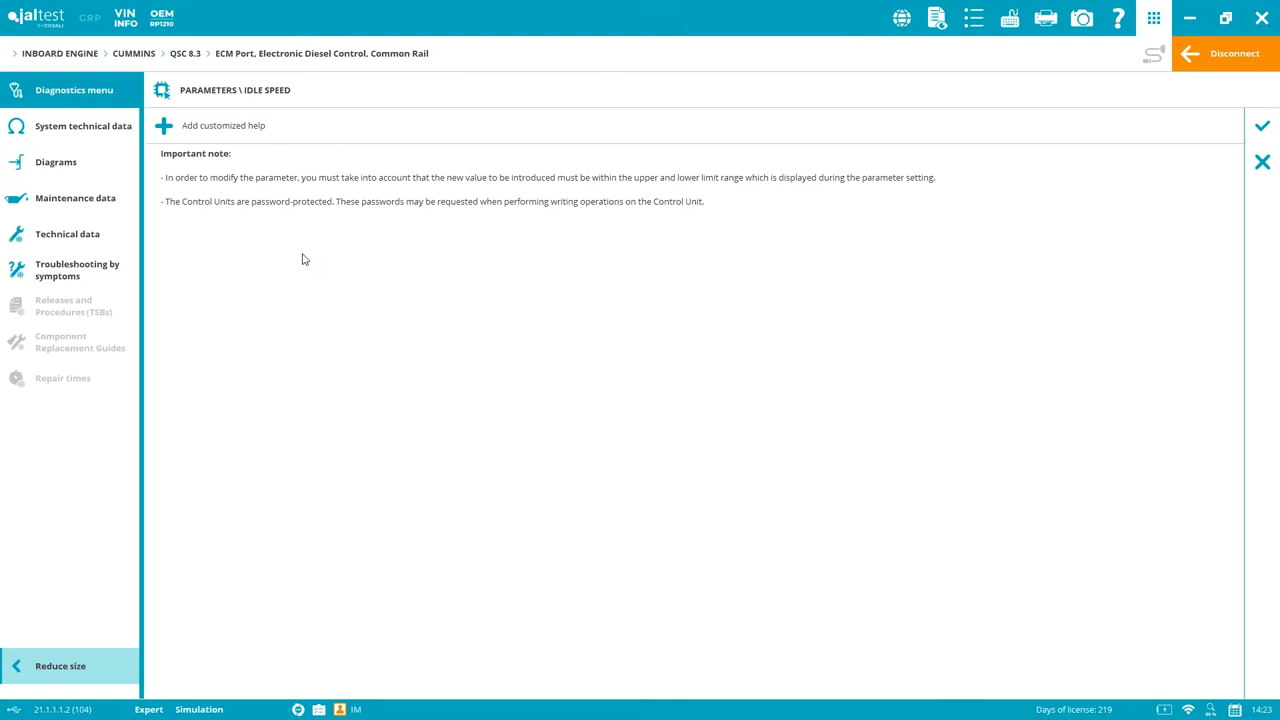 jaltest
BY COJALI
GRP
VIN
INFO
OEM
RP1210
INBOARD ENGINE > CUMMINS > QSC 8.3 > ECM Port, Electronic Diesel Control, Common Rail
Disconnect
Diagnostics menu
PARAMETERS \ IDLE SPEED
System technical data
Add customized help
Important note:
- In order to modify the parameter, you must take into account that the new value to be introduced must be within the upper and lower limit range which is displayed during the parameter setting.
- The Control Units are password-protected. These passwords may be requested when performing writing operations on the Control Unit.
Diagrams
Maintenance data
Technical data
Troubleshooting by
symptoms
Releases and
Procedures (TSBs)
Component
Replacement Guides
Repair times
Reduce size
21.1.1.1.2 (104)
Expert
Simulation
IM
Days of license: 219
14:23